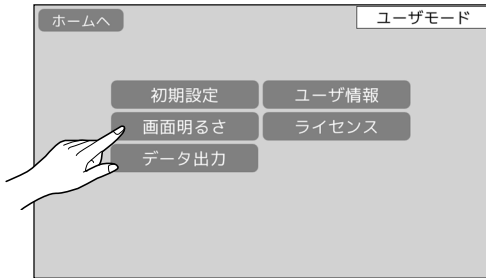 ホームへ
ユーザモード
初期設定
ユーザ情報
画面明るさ
ライセンス
データ出力